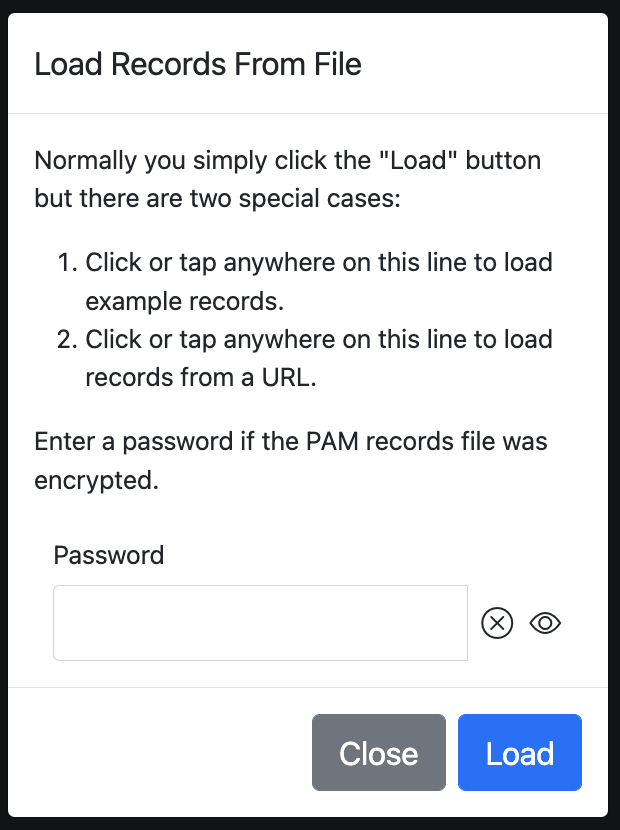 Load Records From File
Normally you simply click the "Load" button
but there are two special cases:
1. Click or tap anywhere on this line to load
example records.
2. Click or tap anywhere on this line to load
records from a URL.
Enter a password if the PAM records file was
encrypted.
Password
Close Load